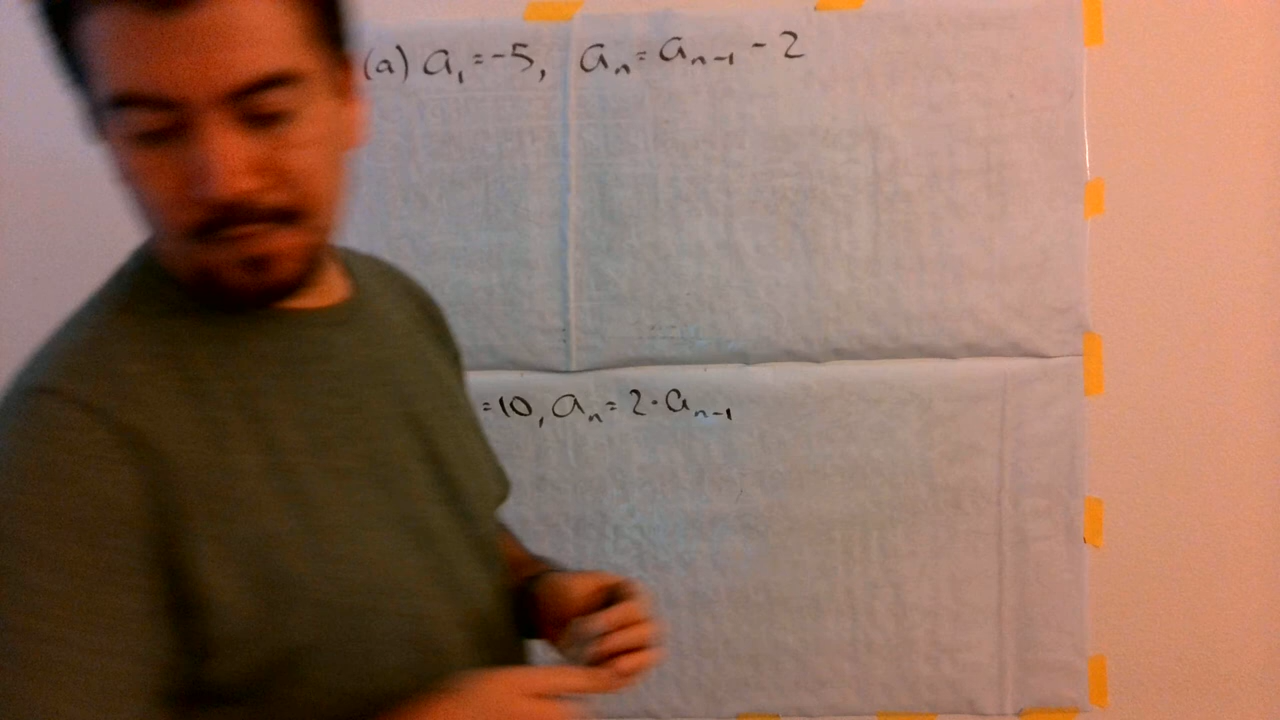 (a) a₁ = -5, aₙ = aₙ₋₁ - 2
= 10, aₙ = 2 · aₙ₋₁